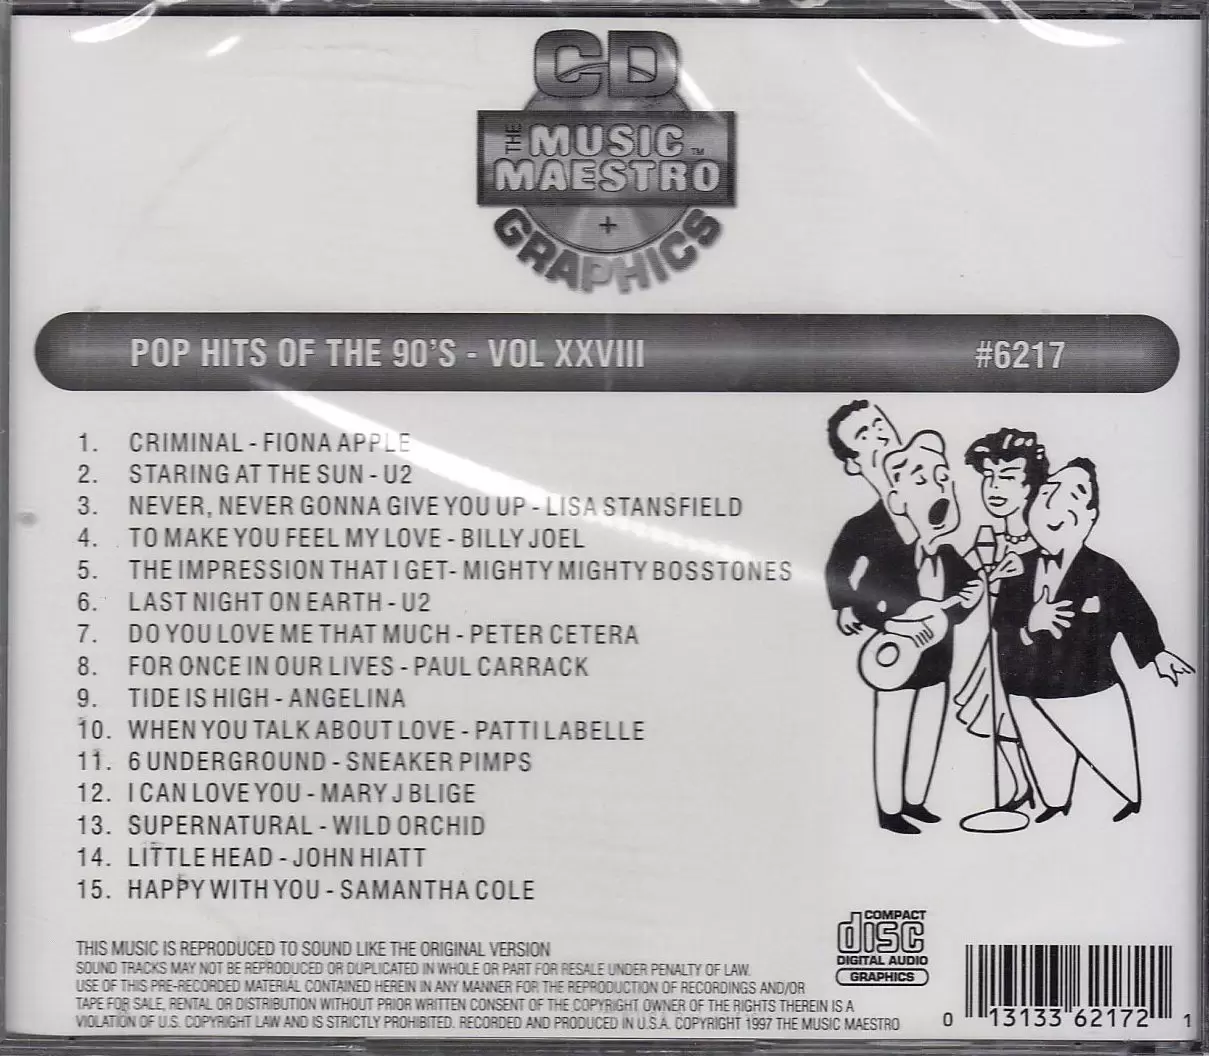 CD
THE MUSIC™
MAESTRO
+
GRAPHICS
POP HITS OF THE 90'S - VOL XXVIII #6217
1. CRIMINAL - FIONA APPLE
2. STARING AT THE SUN - U2
3. NEVER, NEVER GONNA GIVE YOU UP - LISA STANSFIELD
4. TO MAKE YOU FEEL MY LOVE - BILLY JOEL
5. THE IMPRESSION THAT I GET- MIGHTY MIGHTY BOSSTONES
6. LAST NIGHT ON EARTH - U2
7. DO YOU LOVE ME THAT MUCH - PETER CETERA
8. FOR ONCE IN OUR LIVES - PAUL CARRACK
9. TIDE IS HIGH - ANGELINA
10. WHEN YOU TALK ABOUT LOVE - PATTI LABELLE
11. 6 UNDERGROUND - SNEAKER PIMPS
12. I CAN LOVE YOU - MARY J BLIGE
13. SUPERNATURAL - WILD ORCHID
14. LITTLE HEAD - JOHN HIATT
15. HAPPY WITH YOU - SAMANTHA COLE
THIS MUSIC IS REPRODUCED TO SOUND LIKE THE ORIGINAL VERSION
SOUND TRACKS MAY NOT BE REPRODUCED OR DUPLICATED IN WHOLE OR PART FOR RESALE UNDER PENALTY OF LAW.
USE OF THIS PRE-RECORDED MATERIAL CONTAINED HEREIN IN ANY MANNER FOR THE REPRODUCTION OF RECORDINGS AND/OR
TAPE FOR SALE, RENTAL OR DISTRIBUTION WITHOUT PRIOR WRITTEN CONSENT OF THE COPYRIGHT OWNER OF THE RIGHTS THEREIN IS A
VIOLATION OF U.S. COPYRIGHT LAW AND IS STRICTLY PROHIBITED. RECORDED AND PRODUCED IN U.S.A. COPYRIGHT 1997 THE MUSIC MAESTRO
COMPACT
disc
DIGITAL AUDIO
GRAPHICS
0 13133 62172 1